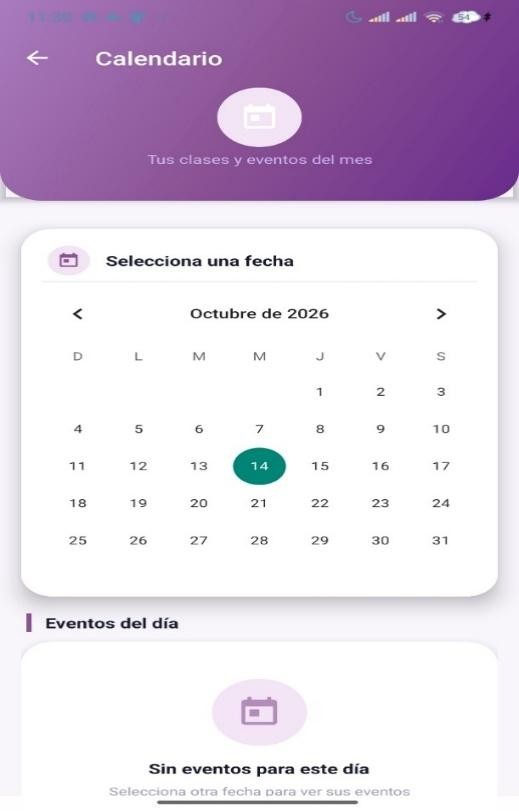 11:30
54
Calendario
Tus clases y eventos del mes
Selecciona una fecha
Octubre de 2026
D L M M J V S
1 2 3
4 5 6 7 8 9 10
11 12 13 14 15 16 17
18 19 20 21 22 23 24
25 26 27 28 29 30 31
Eventos del día
Sin eventos para este día
Selecciona otra fecha para ver sus eventos